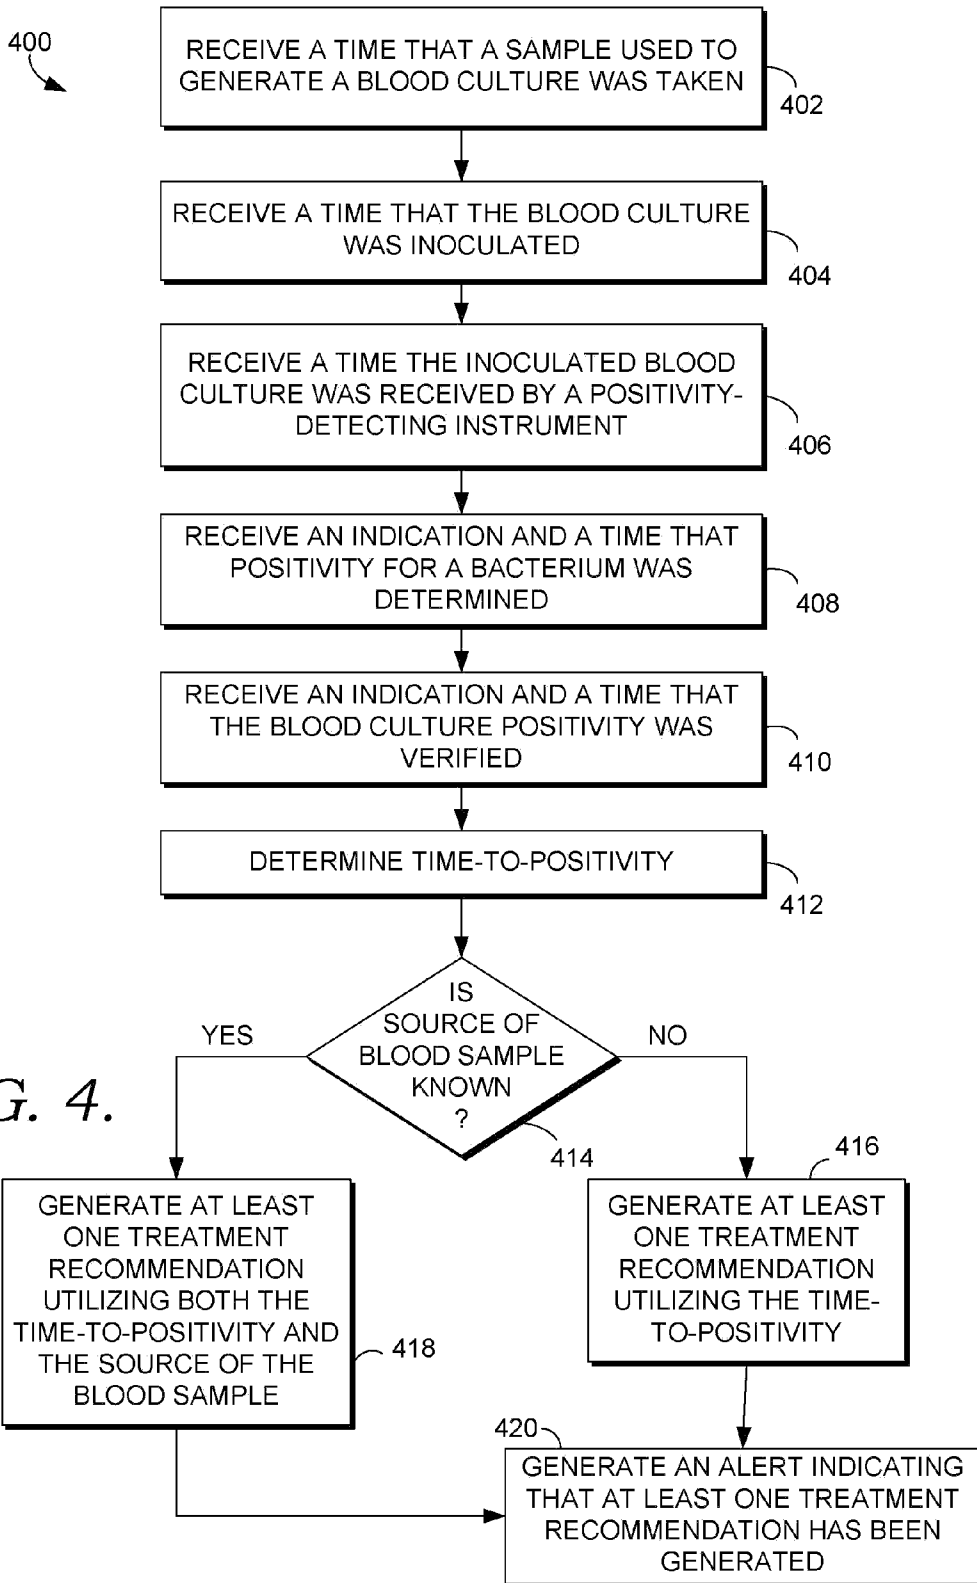 400
RECEIVE A TIME THAT A SAMPLE USED TO
GENERATE A BLOOD CULTURE WAS TAKEN
402
RECEIVE A TIME THAT THE BLOOD CULTURE
WAS INOCULATED
404
RECEIVE A TIME THE INOCULATED BLOOD
CULTURE WAS RECEIVED BY A POSITIVITY-
DETECTING INSTRUMENT
406
RECEIVE AN INDICATION AND A TIME THAT
POSITIVITY FOR A BACTERIUM WAS
DETERMINED
408
RECEIVE AN INDICATION AND A TIME THAT
THE BLOOD CULTURE POSITIVITY WAS
VERIFIED
410
DETERMINE TIME-TO-POSITIVITY
412
IS
SOURCE OF
BLOOD SAMPLE
KNOWN
?
414
YES
NO
G. 4.
GENERATE AT LEAST
ONE TREATMENT
RECOMMENDATION
UTILIZING BOTH THE
TIME-TO-POSITIVITY AND
THE SOURCE OF THE
BLOOD SAMPLE
418
416
GENERATE AT LEAST
ONE TREATMENT
RECOMMENDATION
UTILIZING THE TIME-
TO-POSITIVITY
420
GENERATE AN ALERT INDICATING
THAT AT LEAST ONE TREATMENT
RECOMMENDATION HAS BEEN
GENERATED